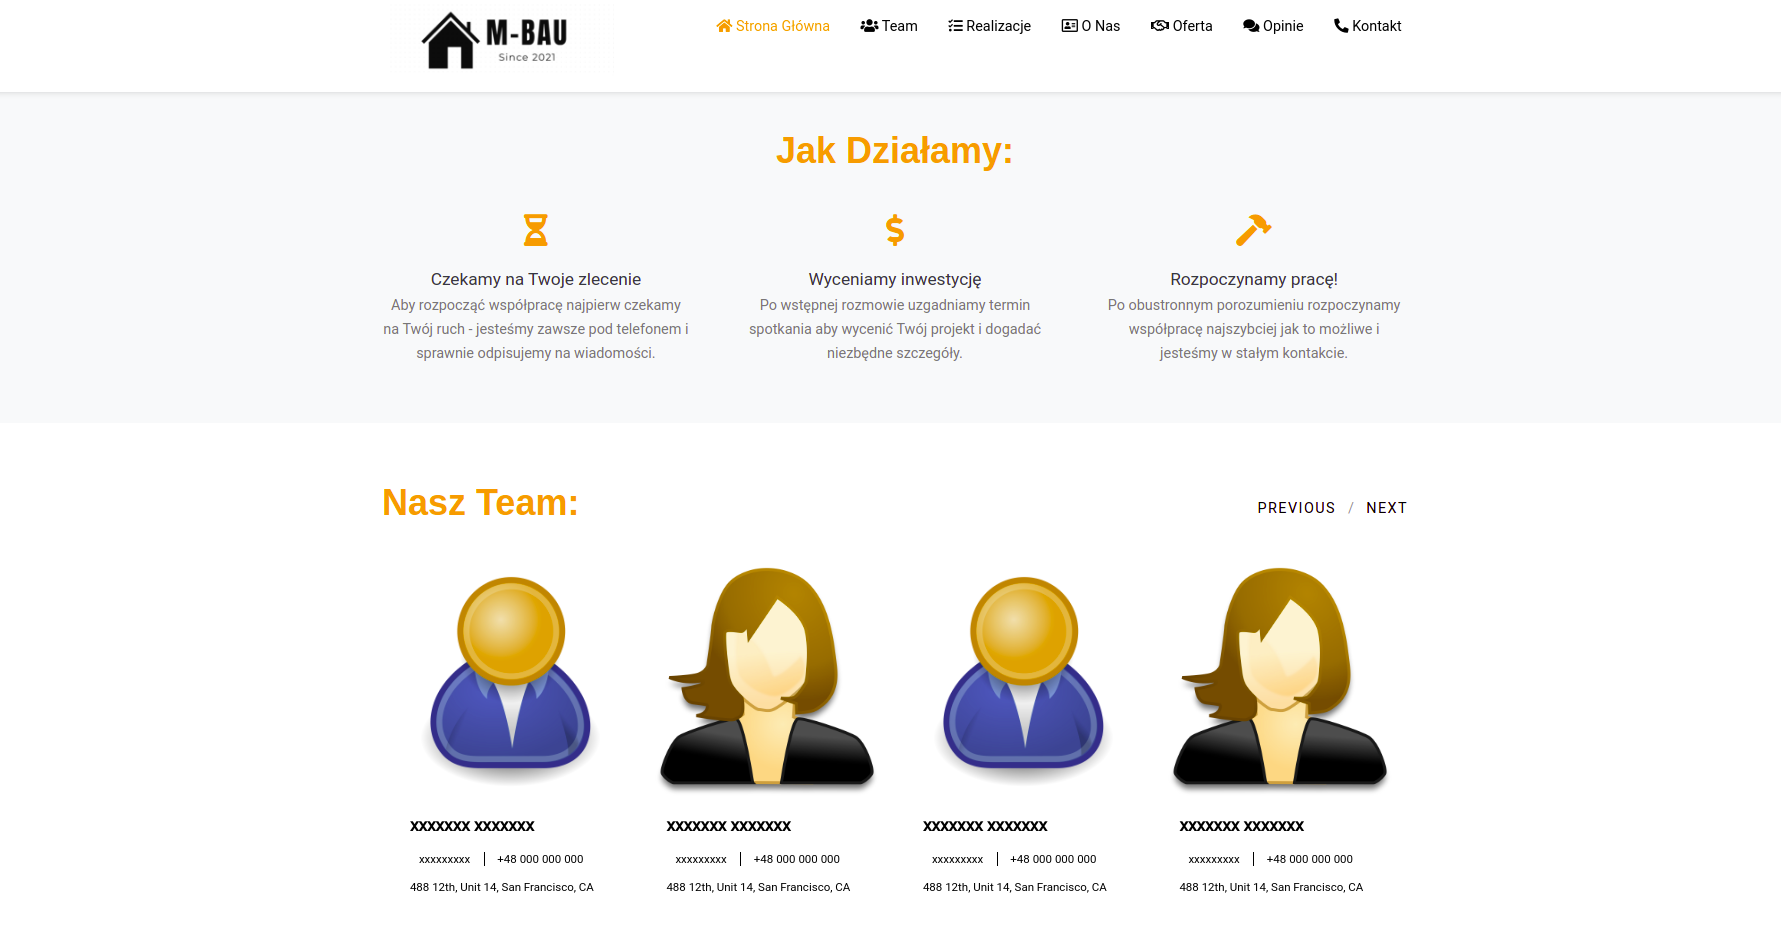 M-BAU
Since 2021
Strona Główna Team Realizacje O Nas Oferta Opinie Kontakt
Jak Działamy:
Czekamy na Twoje zlecenie
Aby rozpocząć współpracę najpierw czekamy
na Twój ruch - jesteśmy zawsze pod telefonem i
sprawnie odpisujemy na wiadomości.
Wyceniamy inwestycję
Po wstępnej rozmowie uzgadniamy termin
spotkania aby wycenić Twój projekt i dogadać
niezbędne szczegóły.
Rozpoczynamy pracę!
Po obustronnym porozumieniu rozpoczynamy
współpracę najszybciej jak to możliwe i
jesteśmy w stałym kontakcie.
Nasz Team:
PREVIOUS / NEXT
xxxxxxx xxxxxxx
xxxxxxxxx | +48 000 000 000
488 12th, Unit 14, San Francisco, CA
xxxxxxx xxxxxxx
xxxxxxxxx | +48 000 000 000
488 12th, Unit 14, San Francisco, CA
xxxxxxx xxxxxxx
xxxxxxxxx | +48 000 000 000
488 12th, Unit 14, San Francisco, CA
xxxxxxx xxxxxxx
xxxxxxxxx | +48 000 000 000
488 12th, Unit 14, San Francisco, CA